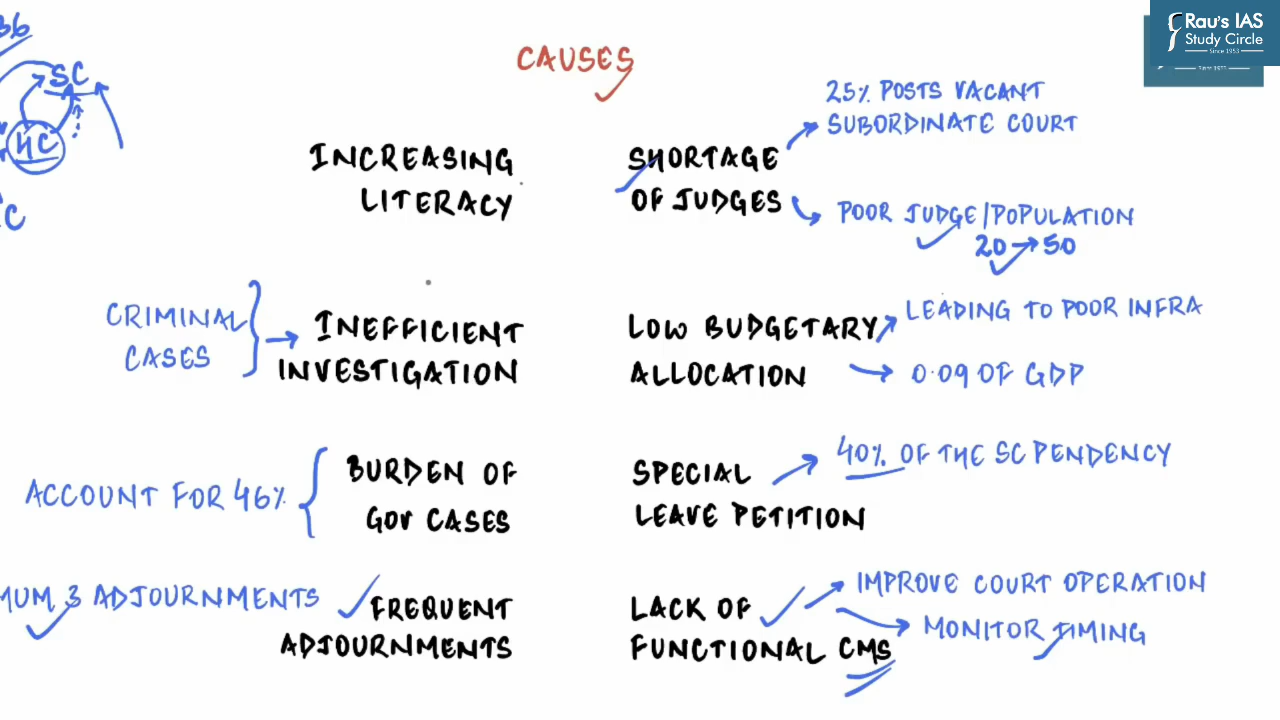 36
SC
HC
C
CAUSES
Rau's IAS
Study Circle
Since 1953
INCREASING
LITERACY
SHORTAGE
OF JUDGES
25% POSTS VACANT
SUBORDINATE COURT
POOR JUDGE/POPULATION
20 → 50
CRIMINAL
CASES
INEFFICIENT
INVESTIGATION
LOW BUDGETARY
ALLOCATION
LEADING TO POOR INFRA
0.09 OF GDP
ACCOUNT FOR 46%
BURDEN OF
GOV CASES
SPECIAL
LEAVE PETITION
40% OF THE SC PENDENCY
MUM 3 ADJOURNMENTS
FREQUENT
ADJOURNMENTS
LACK OF
FUNCTIONAL CMS
IMPROVE COURT OPERATION
MONITOR TIMING